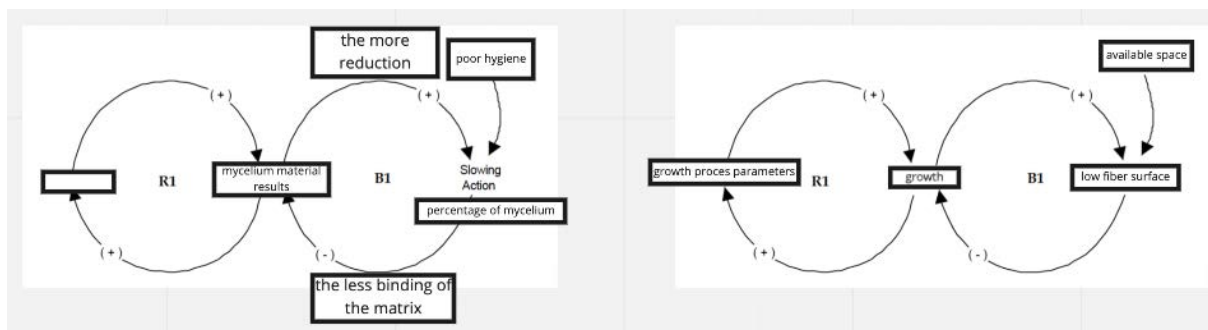 the more
reduction
poor hygiene
(+)
(+)
R1
mycelium material
results
B1
Slowing
Action
percentage of mycelium
(+)
(-)
the less binding of
the matrix
available space
(+)
(+)
growth proces parameters
R1
growth
B1
low fiber surface
(+)
(-)